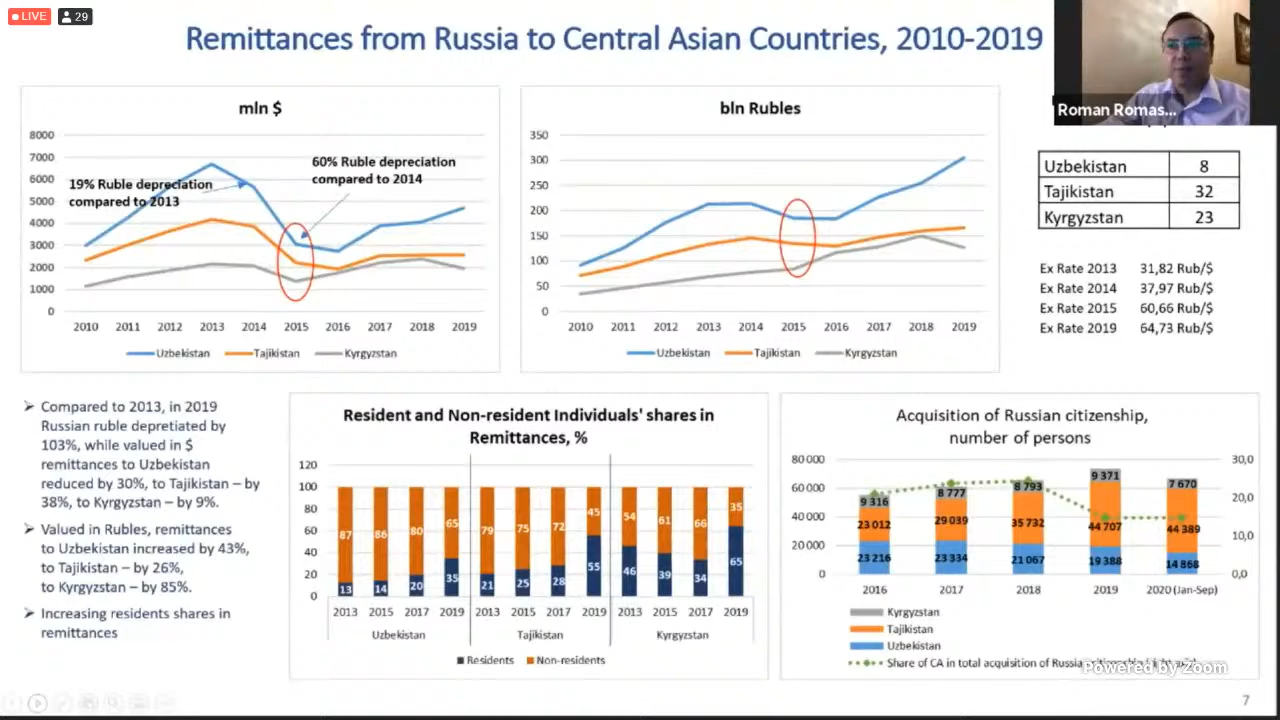 LIVE
29
Remittances from Russia to Central Asian Countries, 2010-2019
Roman Romas...
mln $
8000
7000
6000
5000
4000
3000
2000
1000
0
19% Ruble depreciation
compared to 2013
60% Ruble depreciation
compared to 2014
2010 2011 2012 2013 2014 2015 2016 2017 2018 2019
Uzbekistan Tajikistan Kyrgyzstan
bln Rubles
350
300
250
200
150
100
50
0
2010 2011 2012 2013 2014 2015 2016 2017 2018 2019
Uzbekistan Tajikistan Kyrgyzstan
Uzbekistan 8
Tajikistan 32
Kyrgyzstan 23
Ex Rate 2013 31,82 Rub/$
Ex Rate 2014 37,97 Rub/$
Ex Rate 2015 60,66 Rub/$
Ex Rate 2019 64,73 Rub/$
Compared to 2013, in 2019
Russian ruble depretiated by
103%, while valued in $
remittances to Uzbekistan
reduced by 30%, to Tajikistan – by
38%, to Kyrgyzstan – by 9%.
Valued in Rubles, remittances
to Uzbekistan increased by 43%,
to Tajikistan – by 26%,
to Kyrgyzstan – by 85%.
Increasing residents shares in
remittances
Resident and Non-resident Individuals' shares in
Remittances, %
120
100
80
60
40
20
0
87 86 80 65 79 75 72 45 54 61 66 35
13 14 20 35 21 25 28 55 46 39 34 65
2013 2015 2017 2019 2013 2015 2017 2019 2013 2015 2017 2019
Uzbekistan Tajikistan Kyrgyzstan
Residents Non-residents
Acquisition of Russian citizenship,
number of persons
80 000
60 000
40 000
20 000
0
30,0
20,0
10,0
0,0
9 316 8 777 8 793 9 371 7 670
23 012 29 039 35 732 44 707 44 389
23 216 23 334 21 067 19 388 14 868
2016 2017 2018 2019 2020 (Jan-Sep)
Kyrgyzstan
Tajikistan
Uzbekistan
Share of CA in total acquisition of Russia
Powered by Zoom
7